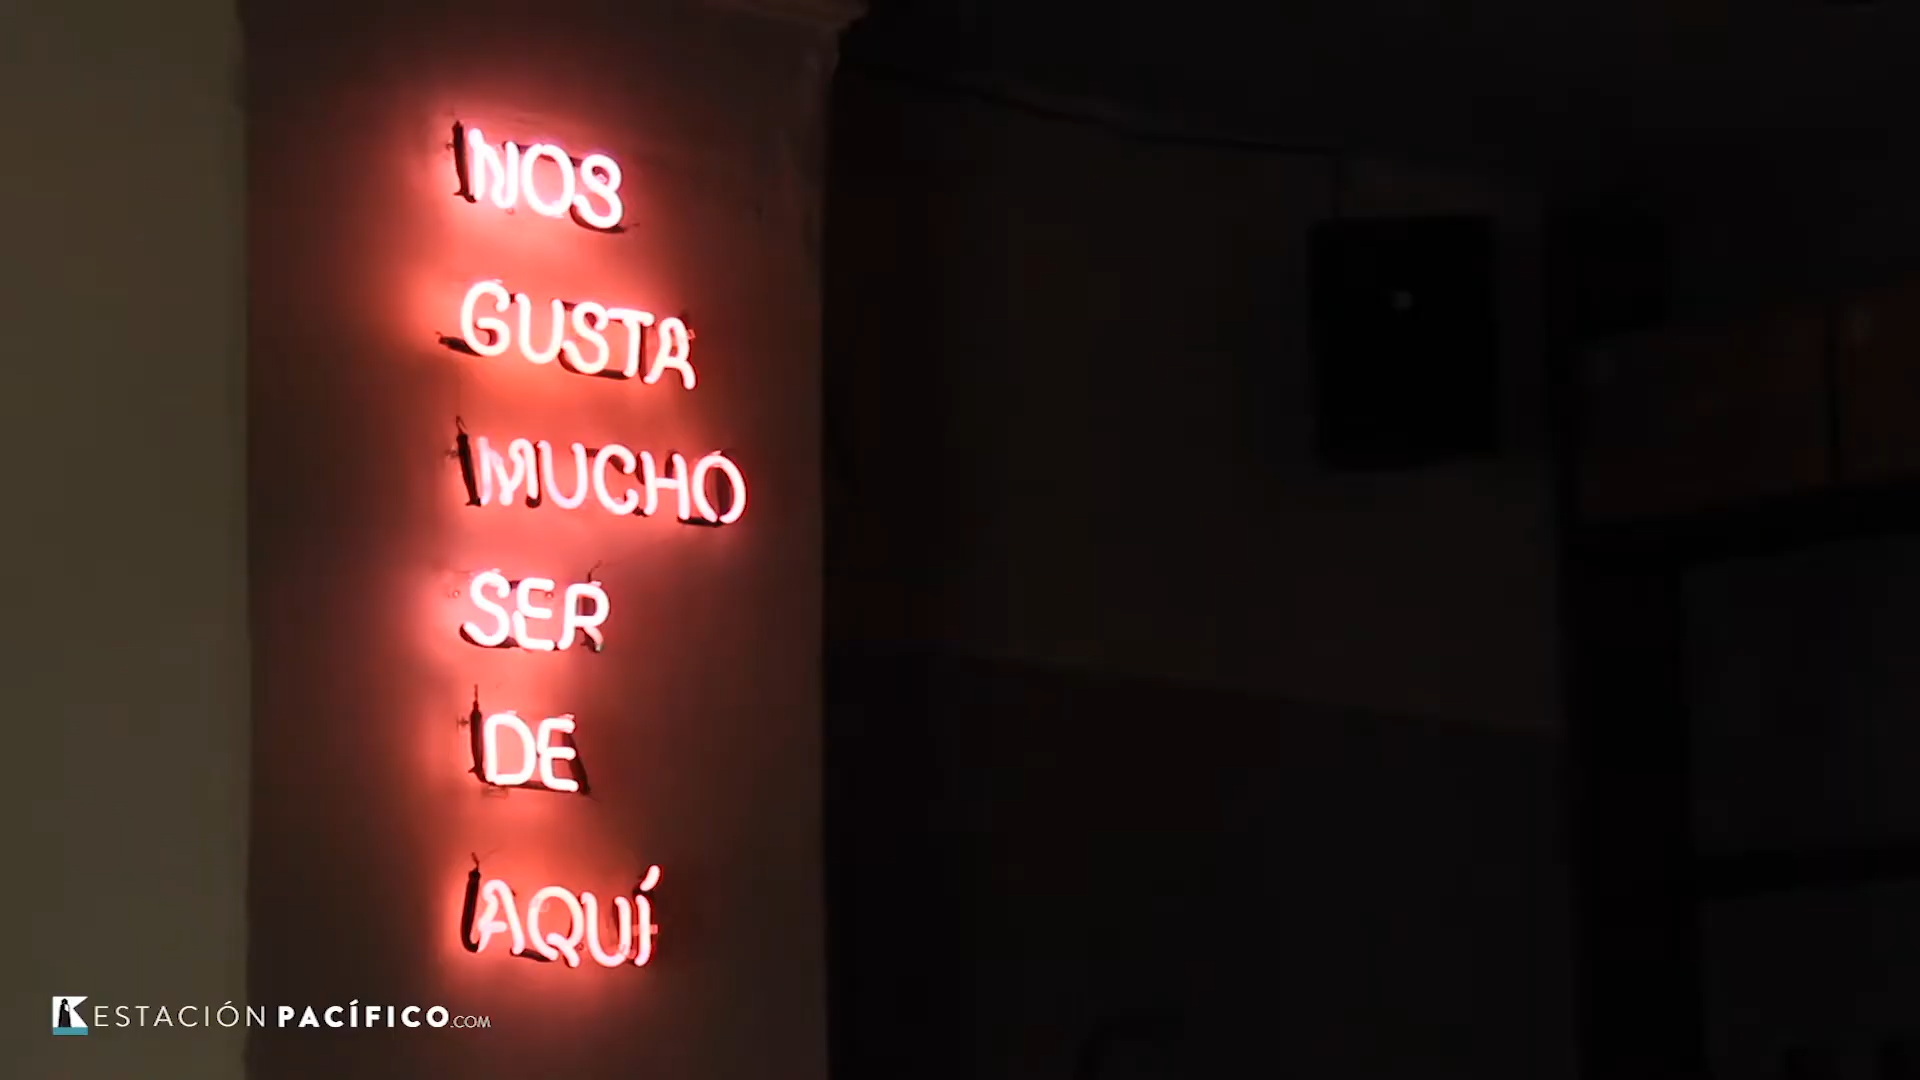 NOS
GUSTA
MUCHO
SER
DE
AQUÍ
ESTACIÓN PACÍFICO.COM